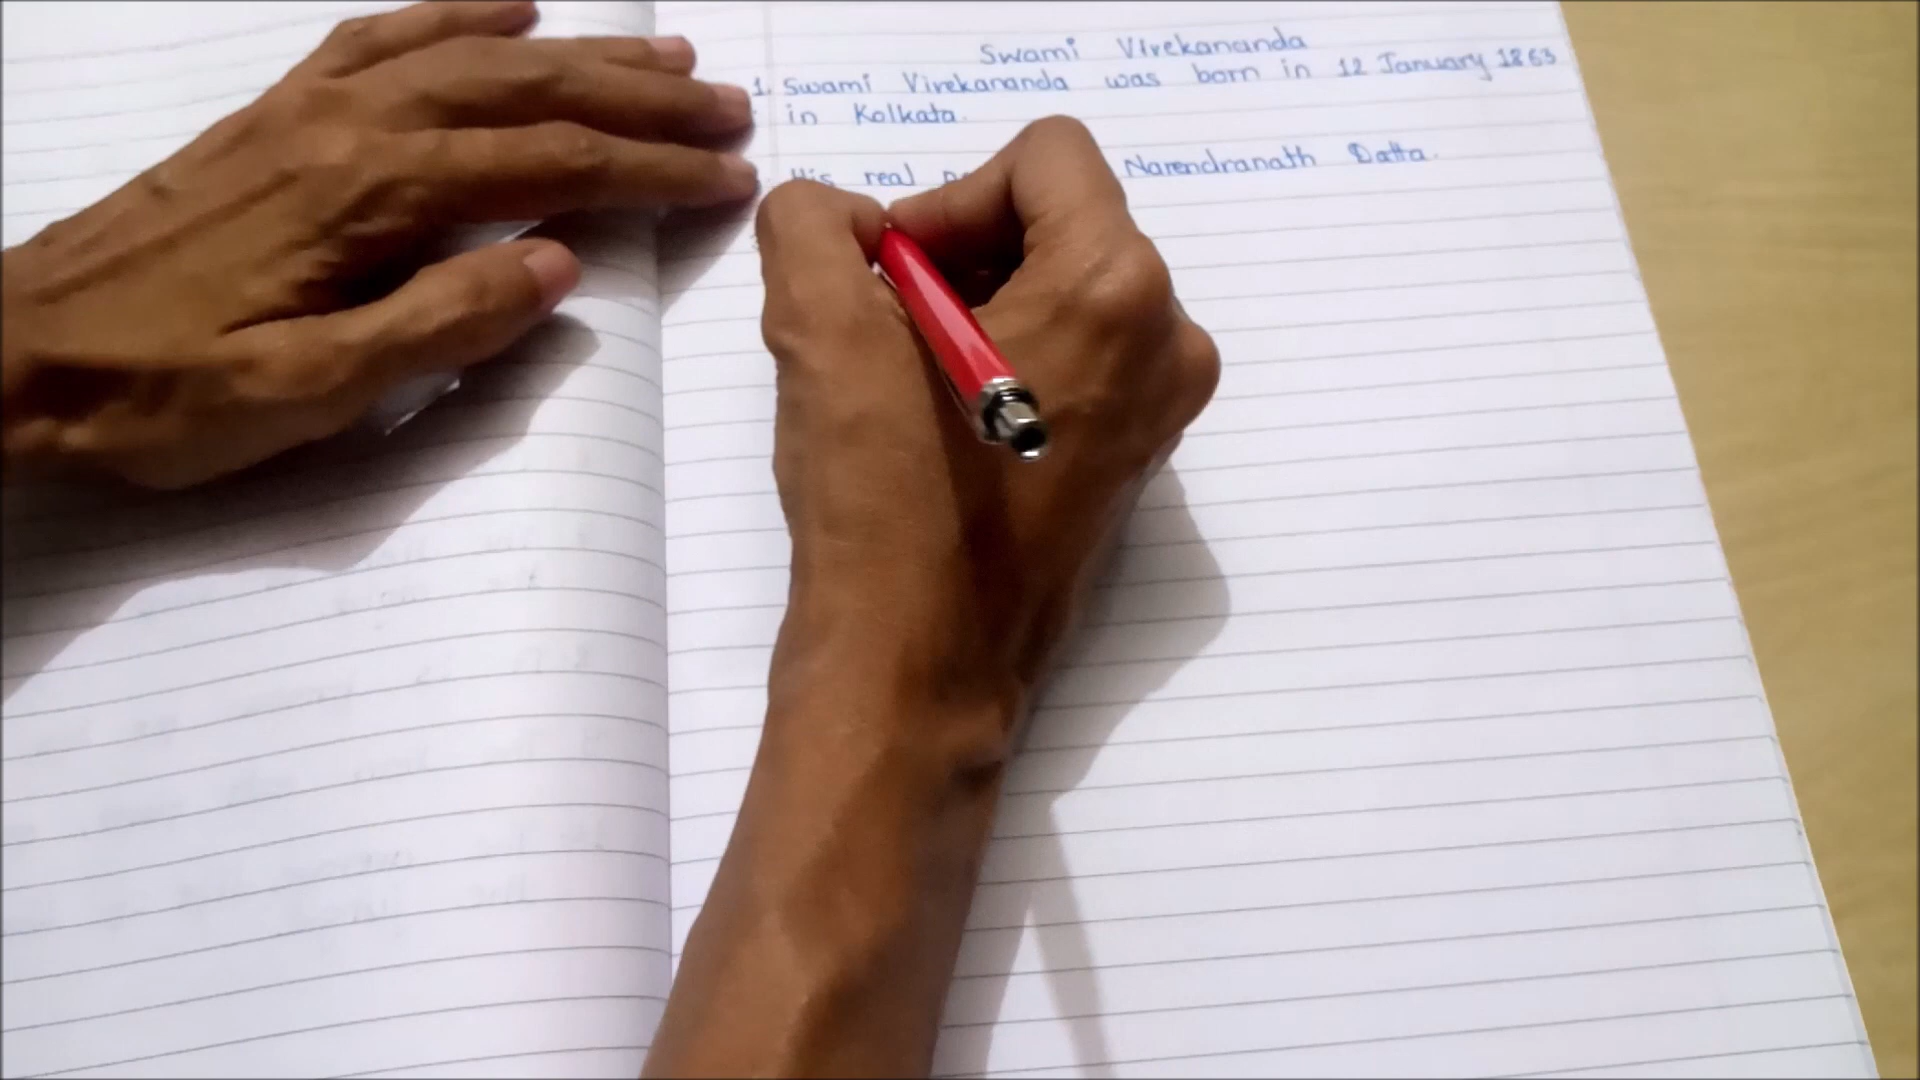 Swami Vivekananda
1. Swami Vivekananda was born in 12 January 1863
in Kolkata.
His real Narendranath Datta.